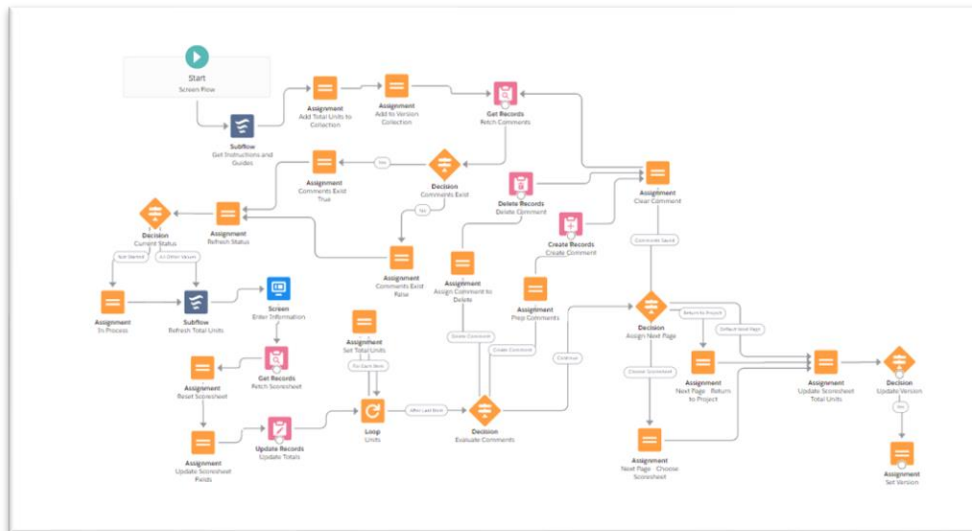 Start
Screen Flow
Subflow
Get Instructions and
Guides
Assignment
Add Total Units to
Collection
Assignment
Add to Version
Collection
Get Records
Fetch Comments
Decision
Comments Exist
Yes
No
Assignment
Comments Exist
True
Assignment
Comments Exist
False
Assignment
Refresh Status
Decision
Current Status
Not Started
All Other Values
Assignment
In Process
Subflow
Refresh Total Units
Screen
Enter Information
Get Records
Fetch Scoresheet
Assignment
Reset Scoresheet
Assignment
Update Scoresheet
Fields
Update Records
Update Totals
Loop
Units
For Each Item
Assignment
Set Total Units
After Last Item
Decision
Evaluate Comments
Delete Comment
Assignment
Assign Comment to
Delete
Delete Records
Delete Comment
Create Comment
Assignment
Prep Comments
Create Records
Create Comment
Assignment
Clear Comment
Comments Saved
Continue
Decision
Assign Next Page
Return to Project
Default Next Page
Choose Scoresheet
Assignment
Next Page - Return
to Project
Assignment
Next Page - Choose
Scoresheet
Assignment
Update Scoresheet
Total Units
Decision
Update Version
Yes
Assignment
Set Version